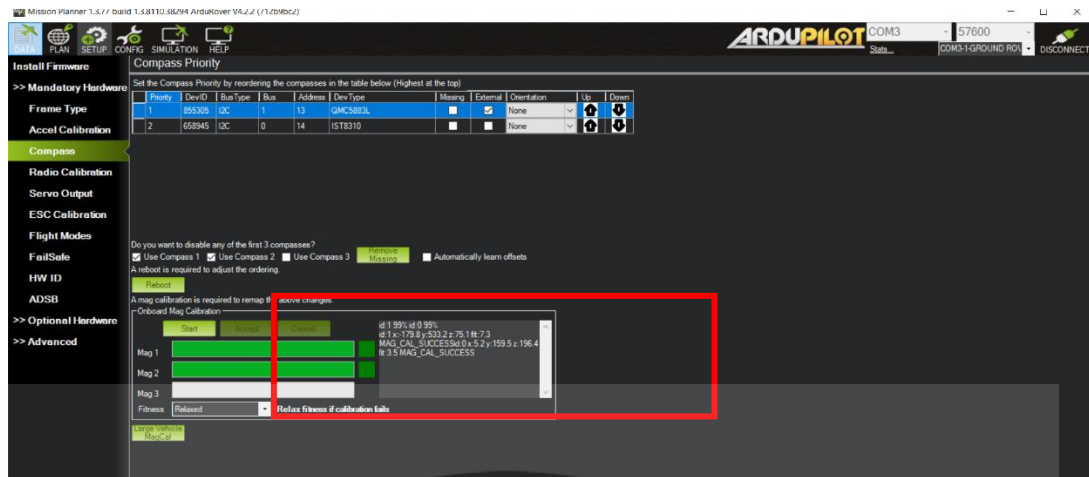 Mission Planner 1.3.77 build 1.3.8110.38294 ArduRover V4.2.2 (712b96c2)
DATA PLAN SETUP CONFIG SIMULATION HELP
ARDUPILOT COM3 57600
Stats... COM3-1-GROUND ROV DISCONNECT
Install Firmware
>> Mandatory Hardware
Frame Type
Accel Calibration
Compass
Radio Calibration
Servo Output
ESC Calibration
Flight Modes
FailSafe
HW ID
ADSB
>> Optional Hardware
>> Advanced
Compass Priority
Set the Compass Priority by reordering the compasses in the table below (Highest at the top)
Priority DevID BusType Bus Address DevType Missing External Orientation Up Down
1 855305 I2C 1 13 QMC5883L None
2 658945 I2C 0 14 IST8310 None
Do you want to disable any of the first 3 compasses?
Use Compass 1 Use Compass 2 Use Compass 3 Remove Missing Automatically learn offsets
A reboot is required to adjust the ordering.
Reboot
A mag calibration is required to remap the above changes.
Onboard Mag Calibration
Start Accept Cancel
Mag 1
Mag 2
Mag 3
id:1 99% id:0 99%
id:1 x:-179.8 y:533.2 z:75.1 fit:7.3
MAG_CAL_SUCCESSid:0 x:5.2 y:159.5 z:196.4
fit:3.5 MAG_CAL_SUCCESS
Fitness Relaxed Relax fitness if calibration fails
Large Vehicle
MagCal